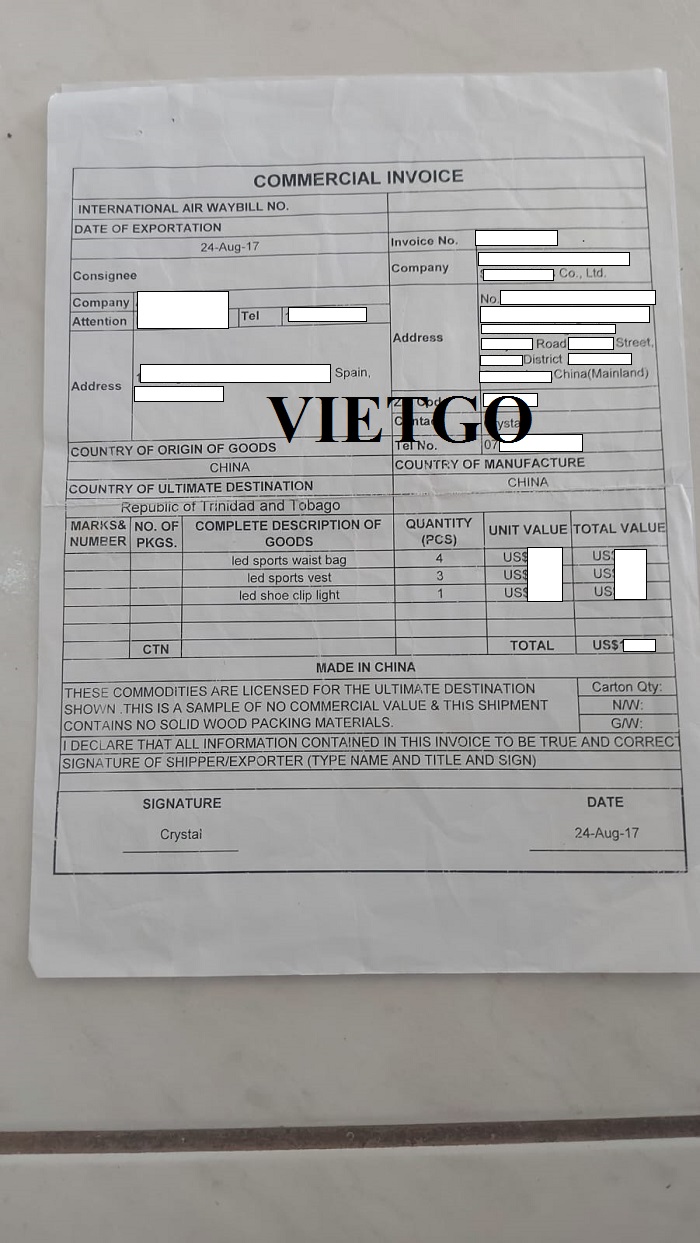 COMMERCIAL INVOICE
INTERNATIONAL AIR WAYBILL NO.
DATE OF EXPORTATION
24-Aug-17
Invoice No.
Consignee
Company
Co., Ltd.
Company
Attention
Tel
Address
No.
Road
Street,
District
China(Mainland)
Address
Spain,
VIETGO
Tel No.
07
COUNTRY OF ORIGIN OF GOODS
CHINA
COUNTRY OF MANUFACTURE
CHINA
COUNTRY OF ULTIMATE DESTINATION
Republic of Trinidad and Tobago
MARKS& NUMBER
NO. OF PKGS.
COMPLETE DESCRIPTION OF GOODS
QUANTITY (PCS)
UNIT VALUE
TOTAL VALUE
led sports waist bag 4 US$ US
led sports vest 3 US$ US
led shoe clip light 1 US$ US
CTN TOTAL US$
MADE IN CHINA
THESE COMMODITIES ARE LICENSED FOR THE ULTIMATE DESTINATION
SHOWN .THIS IS A SAMPLE OF NO COMMERCIAL VALUE & THIS SHIPMENT
CONTAINS NO SOLID WOOD PACKING MATERIALS.
Carton Qty:
N/W:
G/W:
I DECLARE THAT ALL INFORMATION CONTAINED IN THIS INVOICE TO BE TRUE AND CORRECT
SIGNATURE OF SHIPPER/EXPORTER (TYPE NAME AND TITLE AND SIGN)
SIGNATURE
DATE
Crystal
24-Aug-17